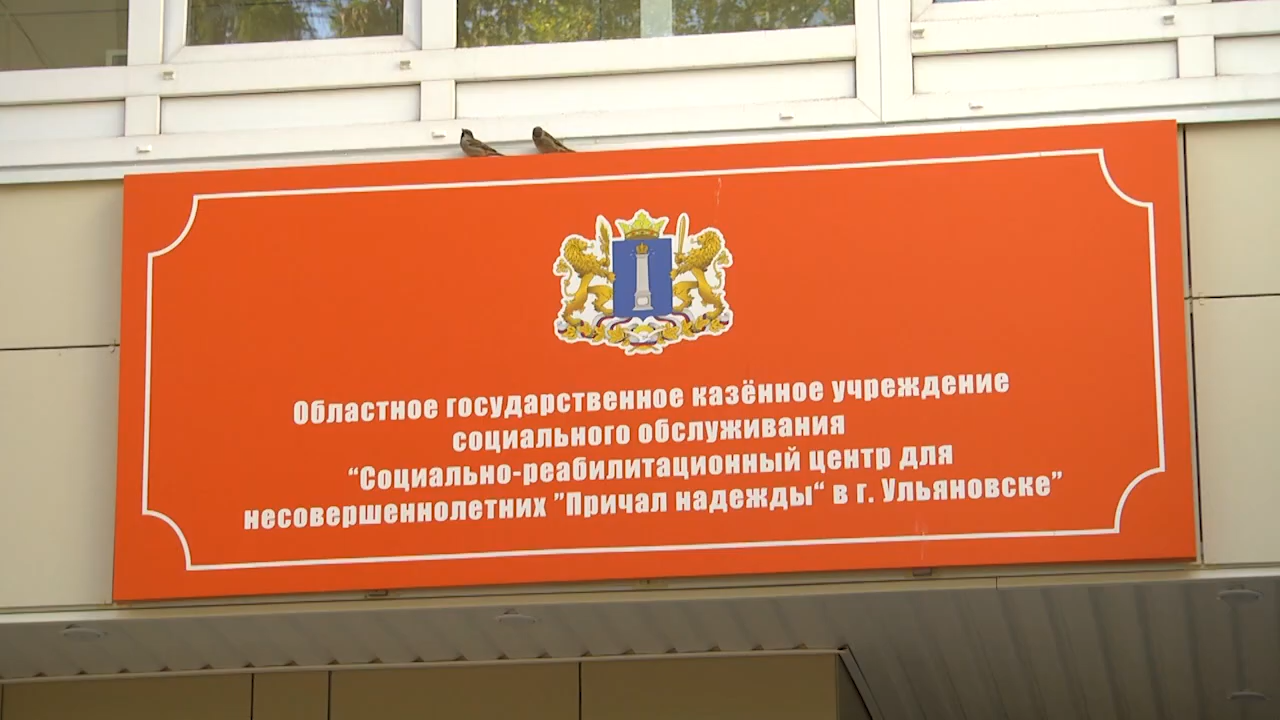 Областное государственное казённое учреждение
социального обслуживания
“Социально-реабилитационный центр для
несовершеннолетних ”Причал надежды“ в г. Ульяновске”